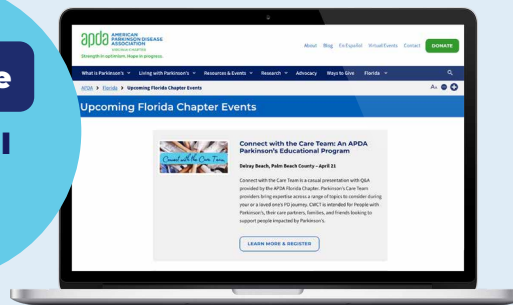 e
l
apda
AMERICAN
PARKINSON DISEASE
ASSOCIATION
Strength in optimism. Hope in progress.
About Blog En Español Virtual Events Contact DONATE
What is Parkinson's Living with Parkinson's Resources & Events Research Advocacy Ways to Give Florida
APDA > Florida > Upcoming Florida Chapter Events
Upcoming Florida Chapter Events
Connect with the Care Team
Connect with the Care Team: An APDA
Parkinson's Educational Program
Delray Beach, Palm Beach County – April 21
Connect with the Care Team is a casual presentation with Q&A
provided by the APDA Florida Chapter. Parkinson's Care Team
providers bring expertise across a range of topics to consider during
your or a loved one's PD journey. CWCT is intended for People with
Parkinson's, their care partners, families, and friends looking to
support people impacted by Parkinson's.
LEARN MORE & REGISTER